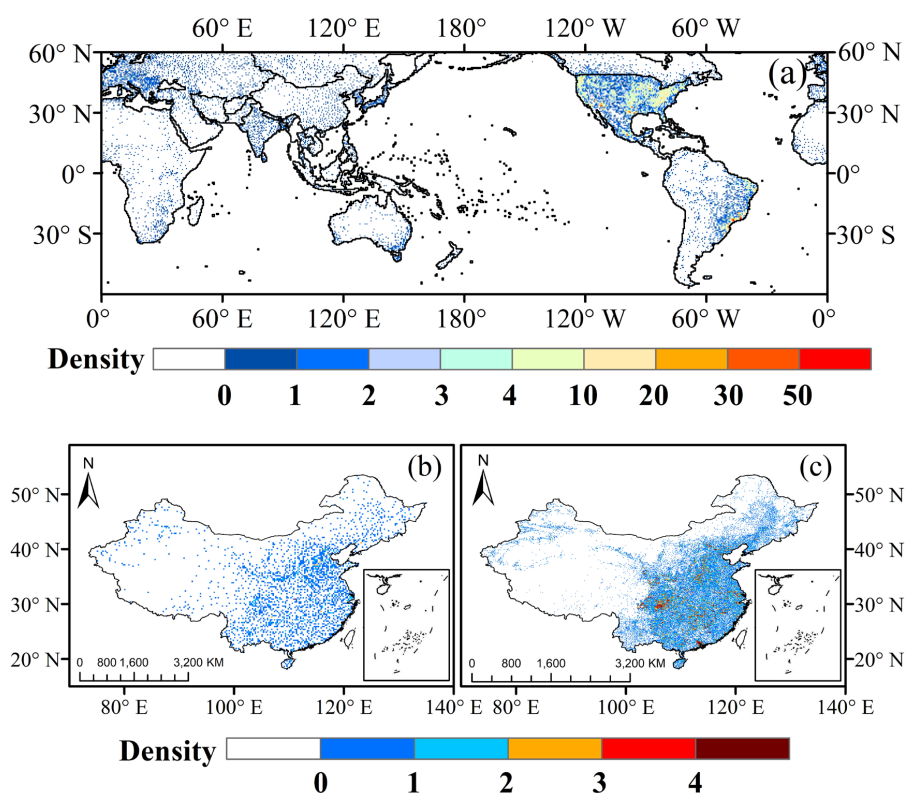 60° E 120° E 180° 120° W 60° W
60° N 60° N
(a)
30° N 30° N
0° 0°
30° S 30° S
0° 60° E 120° E 180° 120° W 60° W 0°
Density
0 1 2 3 4 10 20 30 50
N (b) N (c)
50° N 50° N
40° N 40° N
30° N 30° N
20° N 20° N
0 800 1,600 3,200 KM 0 800 1,600 3,200 KM
80° E 100° E 120° E 140° E 80° E 100° E 120° E 140° E
Density
0 1 2 3 4